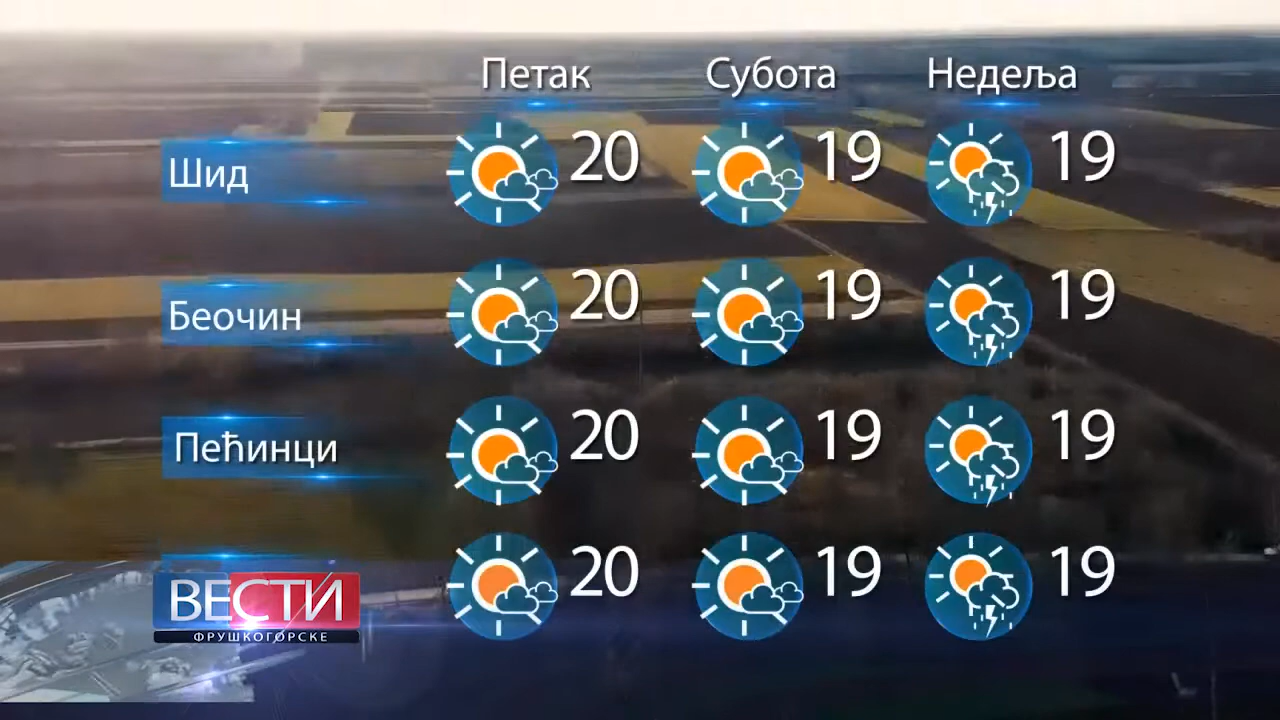 Петак Субота Недеља
Шид 20 19 19
Беочин 20 19 19
Пећинци 20 19 19
20 19 19
ВЕСТИ
ФРУШКОГОРСКЕ